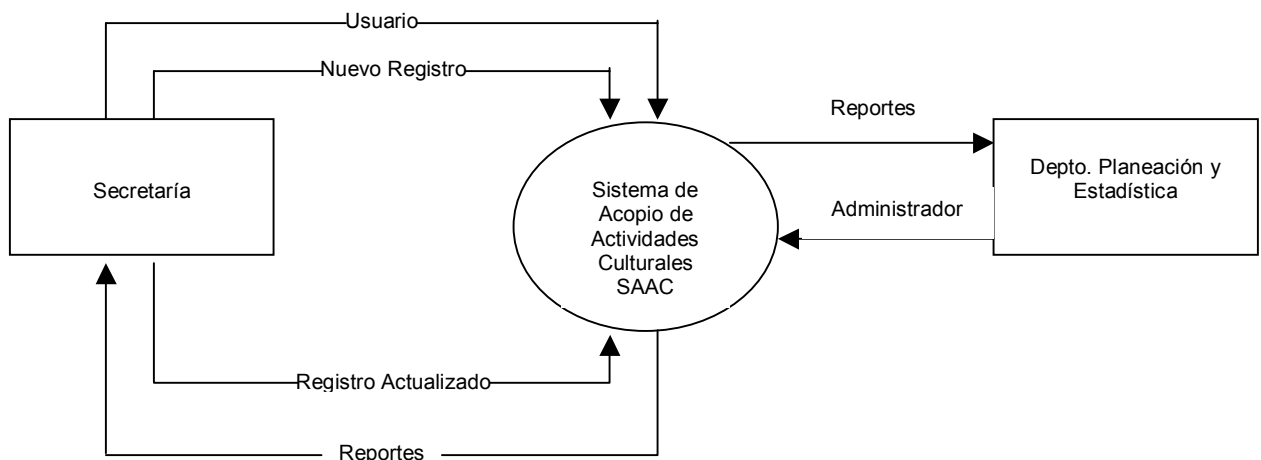 Usuario
Nuevo Registro
Reportes
Secretaría
Sistema de
Acopio de
Actividades
Culturales
SAAC
Depto. Planeación y
Estadística
Administrador
Registro Actualizado
Reportes